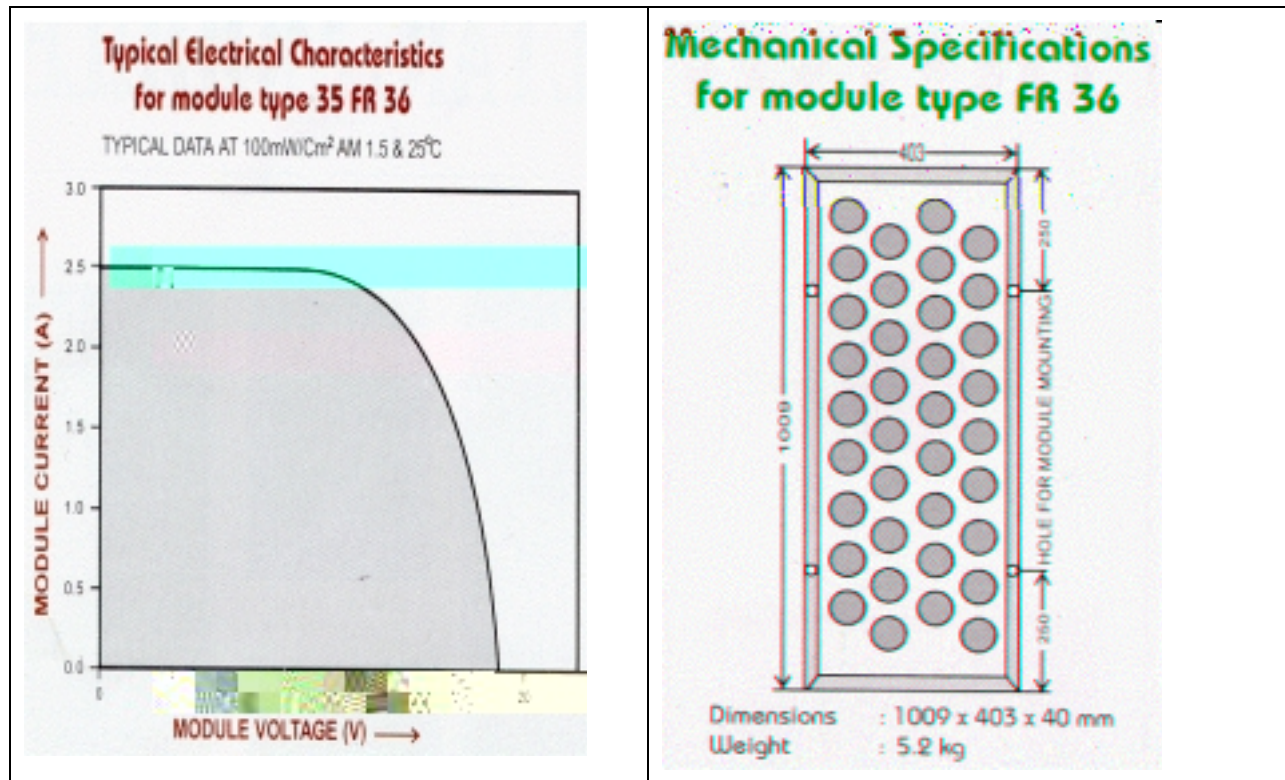 Typical Electrical Characteristics
for module type 35 FR 36
TYPICAL DATA AT 100mW/Cm² AM 1.5 & 25°C
MODULE CURRENT (A)
3.0
2.5
2.0
1.5
1.0
0.5
0.0
0
20
MODULE VOLTAGE (V)
Mechanical Specifications
for module type FR 36
403
1009
250
HOLE FOR MODULE MOUNTING
250
Dimensions : 1009 x 403 x 40 mm
Weight : 5.2 kg